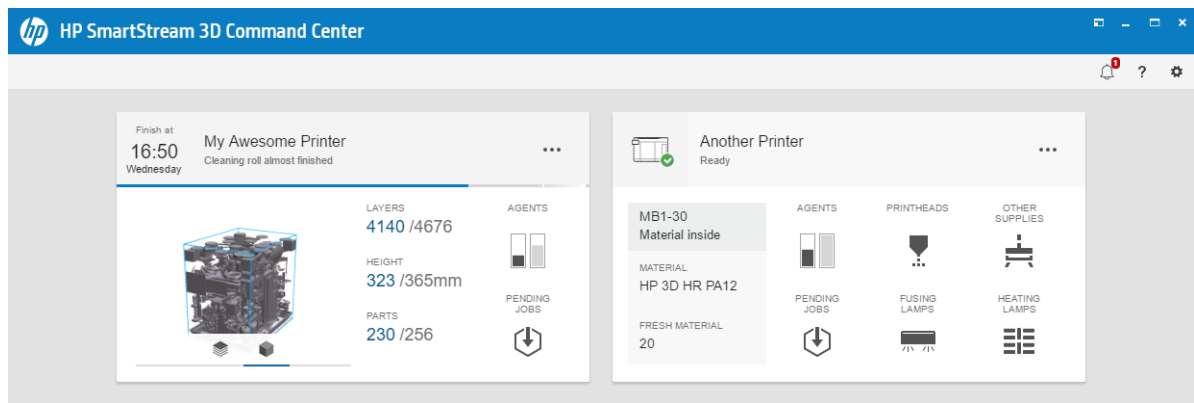 hp HP SmartStream 3D Command Center
1
?
Finish at
16:50
Wednesday
My Awesome Printer
Cleaning roll almost finished
...
LAYERS
4140 /4676
HEIGHT
323 /365mm
PARTS
230 /256
AGENTS
PENDING
JOBS
Another Printer
Ready
...
MB1-30
Material inside
MATERIAL
HP 3D HR PA12
FRESH MATERIAL
20
AGENTS
PRINTHEADS
OTHER
SUPPLIES
PENDING
JOBS
FUSING
LAMPS
HEATING
LAMPS